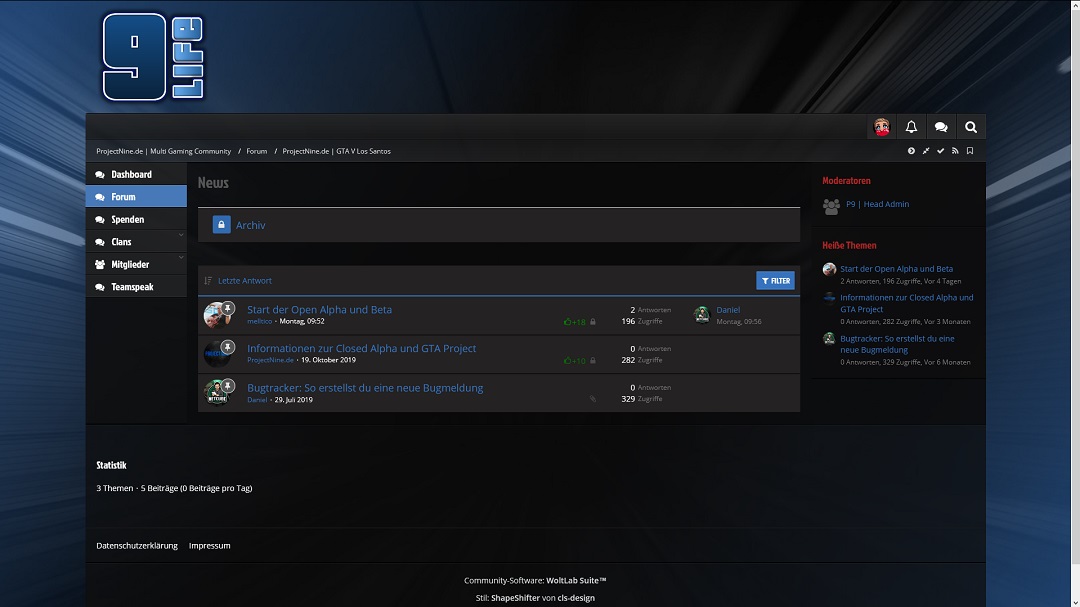 9 LIFE
ProjectNine.de | Multi Gaming Community / Forum / ProjectNine.de | GTA V Los Santos
Dashboard
Forum
Spenden
Clans
Mitglieder
Teamspeak
News
Archiv
Letzte Antwort
FILTER
Start der Open Alpha und Beta
mellitico · Montag, 09:52
+18
2 Antworten
196 Zugriffe
Daniel
Montag, 09:56
Informationen zur Closed Alpha und GTA Project
ProjectNine.de · 19. Oktober 2019
+10
0 Antworten
282 Zugriffe
Bugtracker: So erstellst du eine neue Bugmeldung
Daniel · 29. Juli 2019
0 Antworten
329 Zugriffe
Moderatoren
P9 | Head Admin
Heiße Themen
Start der Open Alpha und Beta
2 Antworten, 196 Zugriffe, Vor 4 Tagen
Informationen zur Closed Alpha und
GTA Project
0 Antworten, 282 Zugriffe, Vor 3 Monaten
Bugtracker: So erstellst du eine
neue Bugmeldung
0 Antworten, 329 Zugriffe, Vor 6 Monaten
Statistik
3 Themen · 5 Beiträge (0 Beiträge pro Tag)
Datenschutzerklärung Impressum
Community-Software: WoltLab Suite™
Stil: ShapeShifter von cls-design